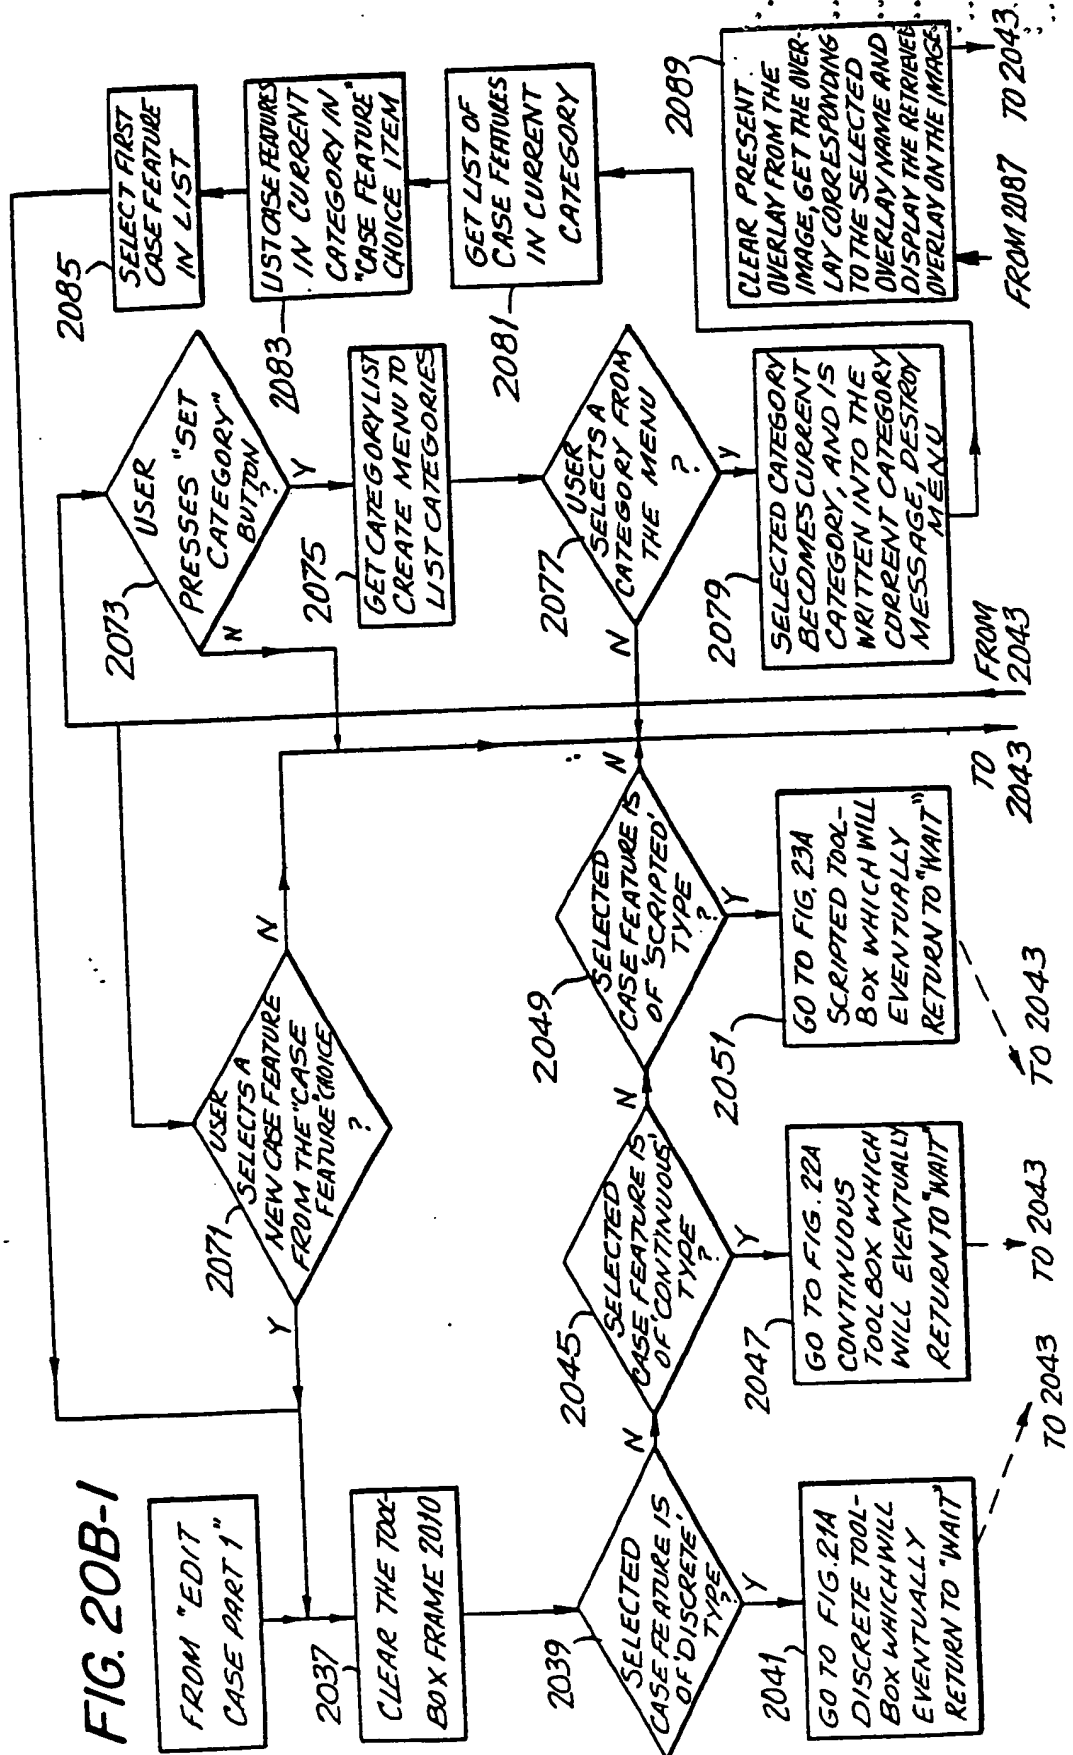 FIG. 20B-1
FROM "EDIT
CASE PART 1"
2037
CLEAR THE TOOL-
BOX FRAME 2010
2039
SELECTED
CASE FEATURE IS
OF 'DISCRETE'
TYPE
?
N
Y
2041
GO TO FIG. 21A
DISCRETE TOOL-
BOX WHICH WILL
EVENTUALLY
RETURN TO "WAIT"
TO 2043
2071
USER
SELECTS A
NEW CASE FEATURE
FROM THE "CASE
FEATURE" CHOICE
?
Y
N
2045
SELECTED
CASE FEATURE IS
OF 'CONTINUOUS'
TYPE
?
N
Y
2047
GO TO FIG. 22A
CONTINUOUS
TOOLBOX WHICH
WILL EVENTUALLY
RETURN TO "WAIT"
TO 2043
2049
SELECTED
CASE FEATURE IS
OF 'SCRIPTED'
TYPE
?
N
Y
2051
GO TO FIG. 23A
SCRIPTED TOOL-
BOX WHICH WILL
EVENTUALLY
RETURN TO "WAIT"
TO 2043
TO
2043
FROM
2043
2073
USER
PRESSES "SET
CATEGORY"
BUTTON
?
N
Y
2075
GET CATEGORY LIST
CREATE MENU TO
LIST CATEGORIES
2077
USER
SELECTS A
CATEGORY FROM
THE MENU
?
N
Y
2079
SELECTED CATEGORY
BECOMES CURRENT
CATEGORY, AND IS
WRITTEN INTO THE
CORRENT CATEGORY
MESSAGE, DESTROY
MENU
2085
SELECT FIRST
CASE FEATURE
IN LIST
2083
LIST CASE FEATURES
IN CURRENT
CATEGORY IN
"CASE FEATURE"
CHOICE ITEM
2081
GET LIST OF
CASE FEATURES
IN CURRENT
CATEGORY
2089
CLEAR PRESENT
OVERLAY FROM THE
IMAGE, GET THE OVER-
LAY CORRESPONDING
TO THE SELECTED
OVERLAY NAME AND
DISPLAY THE RETRIEVED
OVERLAY ON THE IMAGE
FROM 2087
TO 2043